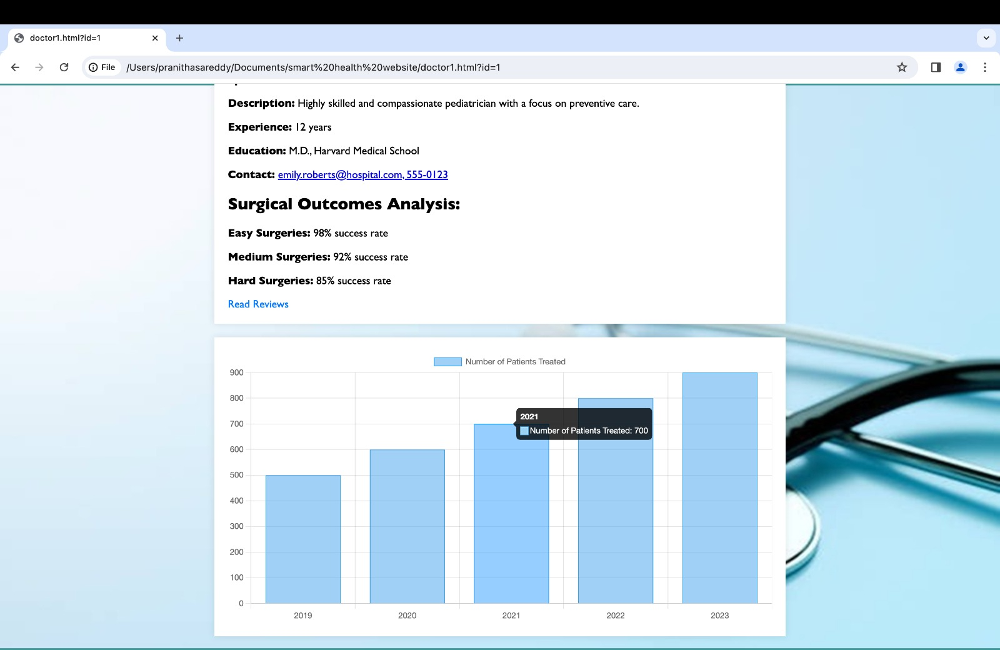 doctor1.html?id=1
File
/Users/pranithasareddy/Documents/smart%20health%20website/doctor1.html?id=1
Description: Highly skilled and compassionate pediatrician with a focus on preventive care.
Experience: 12 years
Education: M.D., Harvard Medical School
Contact: emily.roberts@hospital.com, 555-0123
Surgical Outcomes Analysis:
Easy Surgeries: 98% success rate
Medium Surgeries: 92% success rate
Hard Surgeries: 85% success rate
Read Reviews
Number of Patients Treated
900
800
700
600
500
400
300
200
100
0
2021
Number of Patients Treated: 700
2019
2020
2021
2022
2023